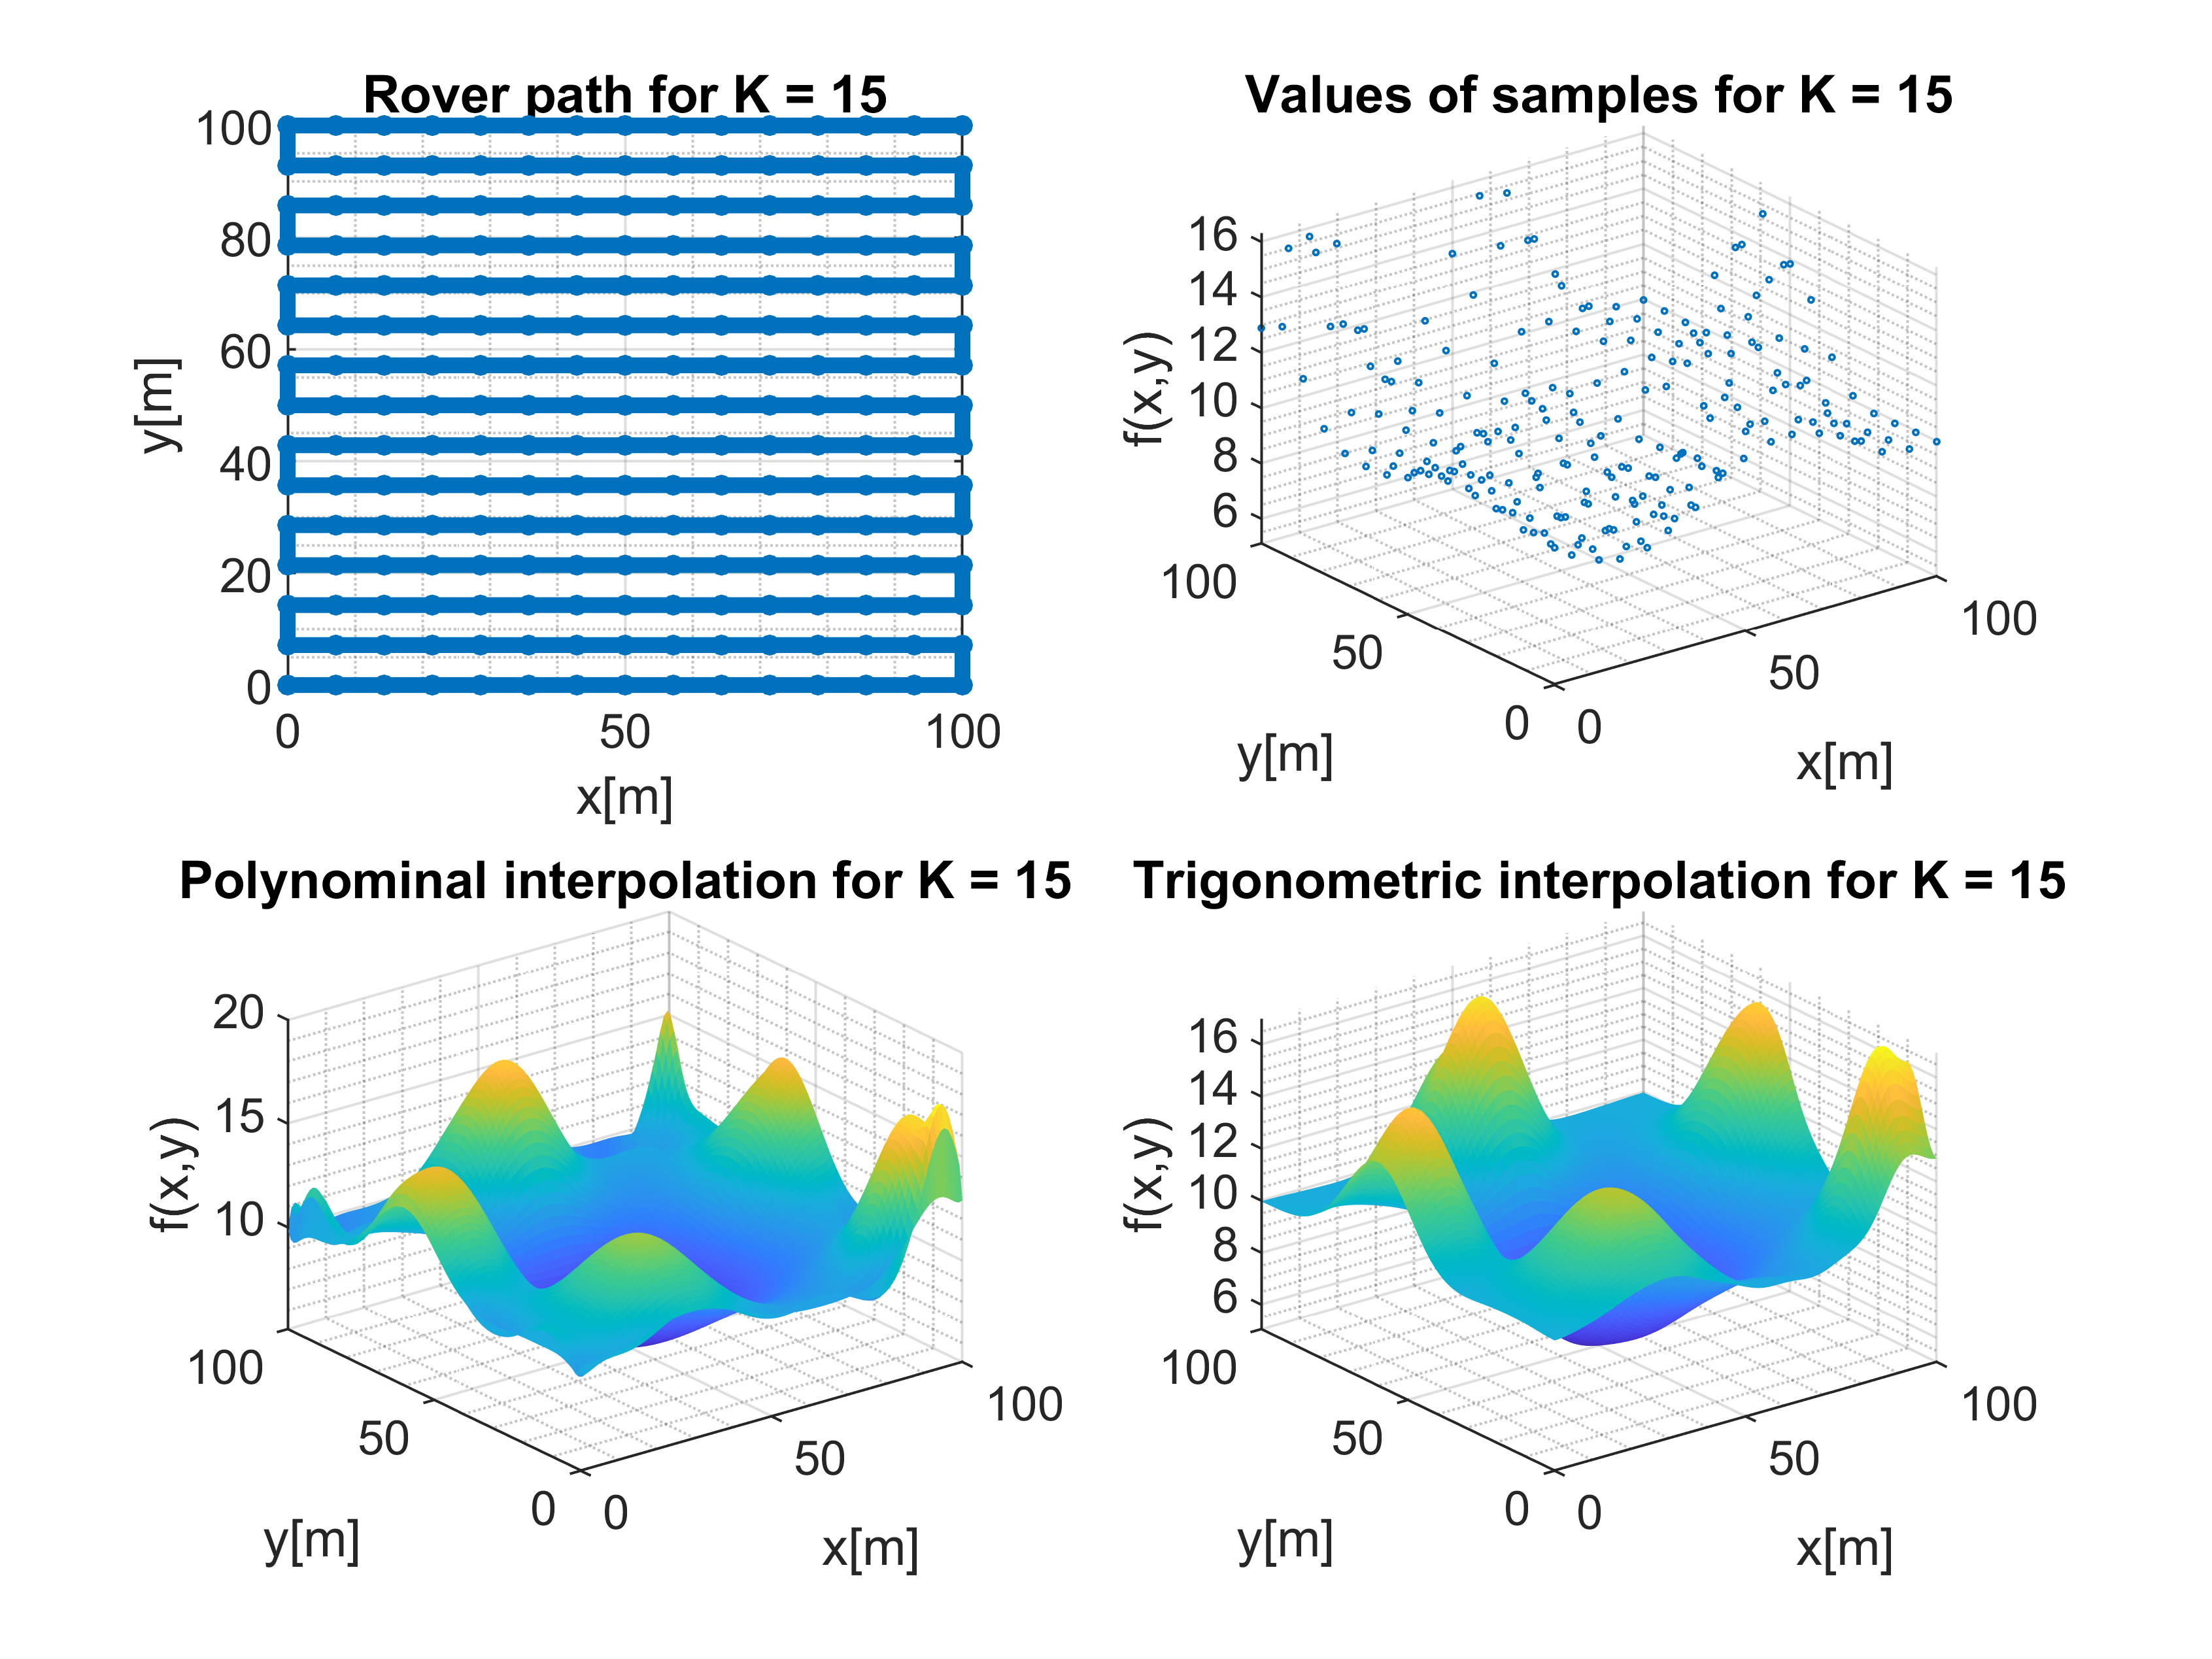 Rover path for K = 15
100
80
60
40
20
0
y[m]
0 50 100
x[m]
Values of samples for K = 15
16
14
12
10
8
6
f(x,y)
100
50
0
y[m]
0
50
100
x[m]
Polynominal interpolation for K = 15
20
15
10
f(x,y)
100
50
0
y[m]
0
50
100
x[m]
Trigonometric interpolation for K = 15
16
14
12
10
8
6
f(x,y)
100
50
0
y[m]
0
50
100
x[m]